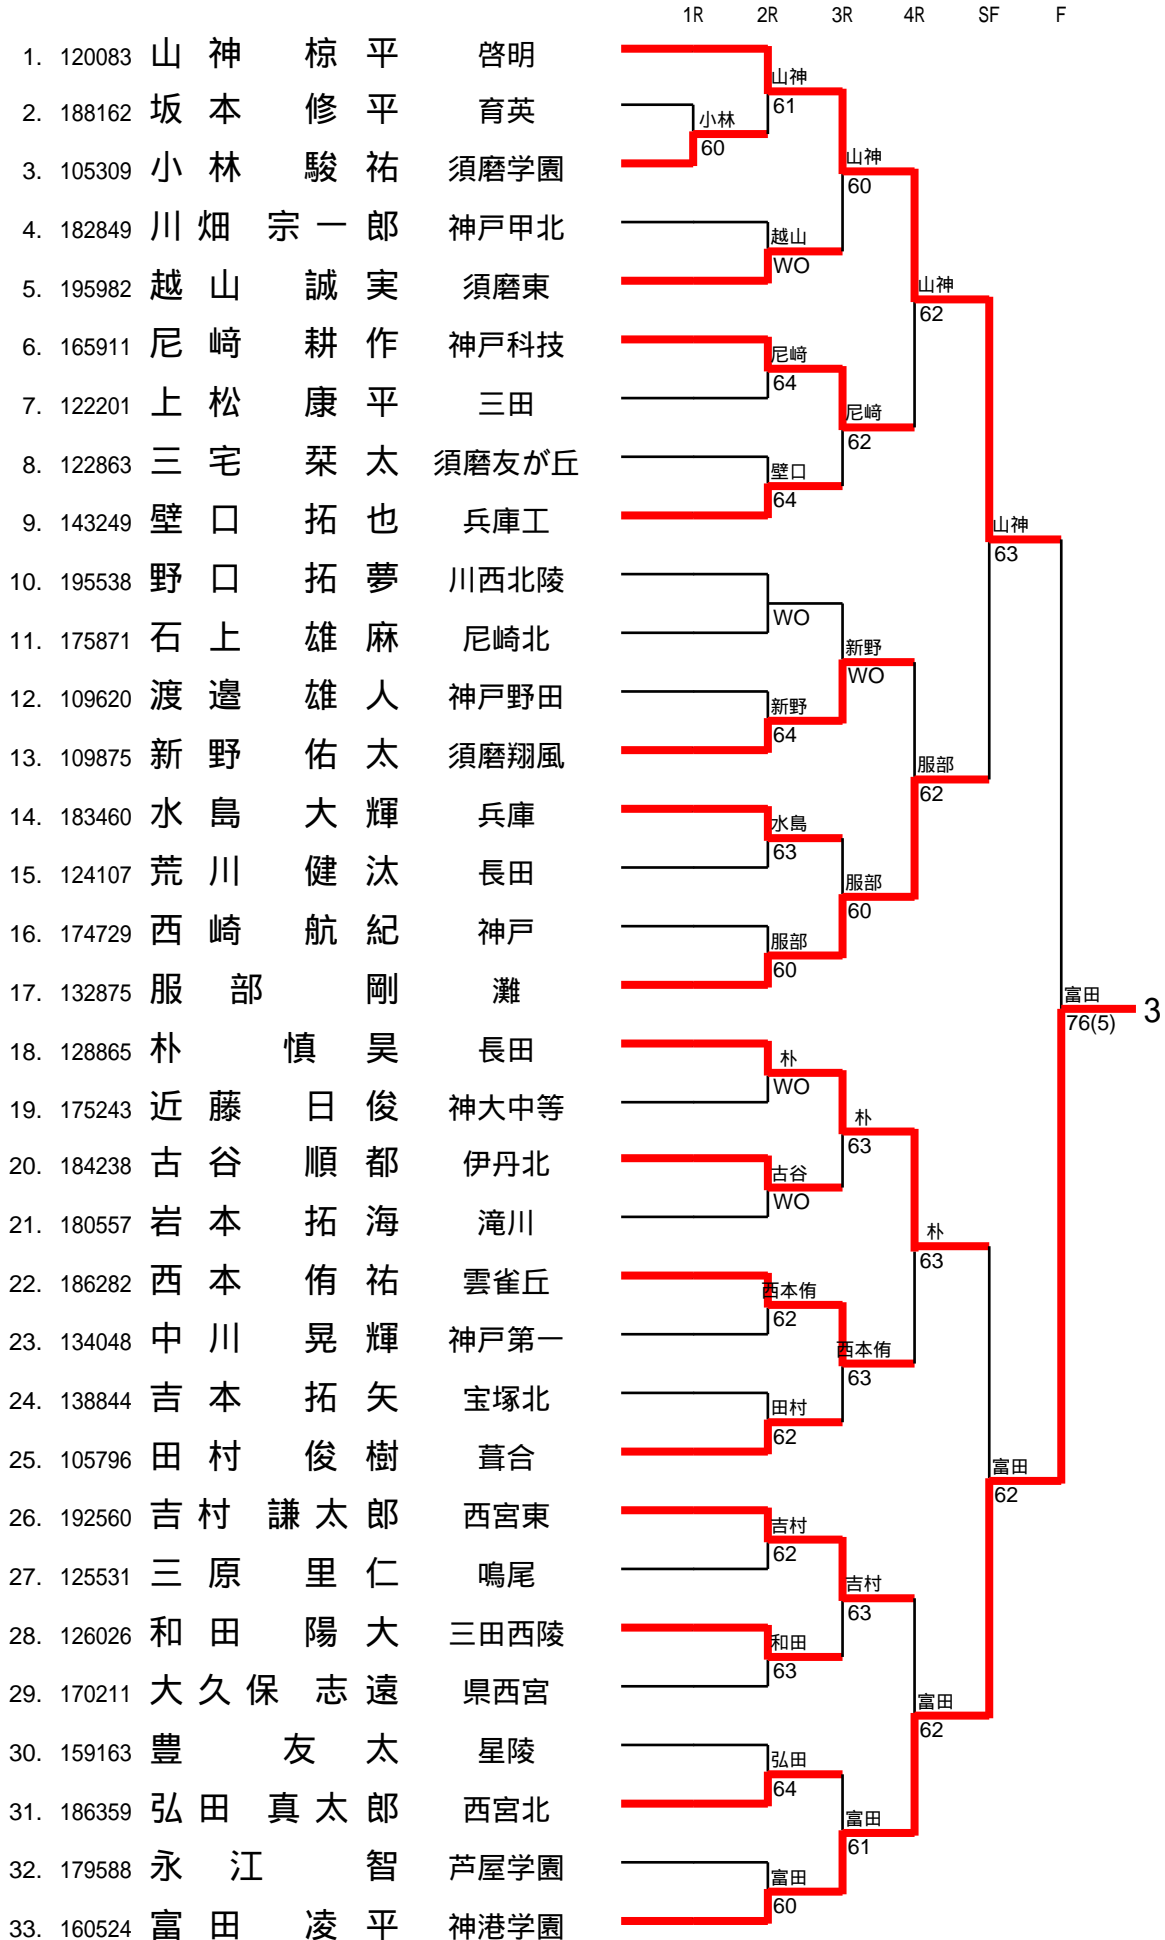 1R 2R 3R 4R SF F
1. 120083 山神 椋平 啓明
山神
61
2. 188162 坂本 修平 育英
小林
60
3. 105309 小林 駿祐 須磨学園
山神
60
4. 182849 川畑 宗一郎 神戸甲北
越山
WO
5. 195982 越山 誠実 須磨東
山神
62
6. 165911 尼﨑 耕作 神戸科技
尼﨑
64
7. 122201 上松 康平 三田
尼﨑
62
8. 122863 三宅 栞太 須磨友が丘
壁口
64
9. 143249 壁口 拓也 兵庫工
山神
63
10. 195538 野口 拓夢 川西北陵
WO
11. 175871 石上 雄麻 尼崎北
新野
WO
12. 109620 渡邉 雄人 神戸野田
新野
64
13. 109875 新野 佑太 須磨翔風
服部
62
14. 183460 水島 大輝 兵庫
水島
63
15. 124107 荒川 健汰 長田
服部
60
16. 174729 西崎 航紀 神戸
服部
60
17. 132875 服部 剛 灘
富田
76(5)
3
18. 128865 朴 慎昊 長田
朴
WO
19. 175243 近藤 日俊 神大中等
朴
63
20. 184238 古谷 順都 伊丹北
古谷
WO
21. 180557 岩本 拓海 滝川
朴
63
22. 186282 西本 侑祐 雲雀丘
西本侑
62
23. 134048 中川 晃輝 神戸第一
西本侑
63
24. 138844 吉本 拓矢 宝塚北
田村
62
25. 105796 田村 俊樹 葺合
富田
62
26. 192560 吉村 謙太郎 西宮東
吉村
62
27. 125531 三原 里仁 鳴尾
吉村
63
28. 126026 和田 陽大 三田西陵
和田
63
29. 170211 大久保 志遠 県西宮
富田
62
30. 159163 豊 友太 星陵
弘田
64
31. 186359 弘田 真太郎 西宮北
富田
61
32. 179588 永江 智 芦屋学園
富田
60
33. 160524 富田 凌平 神港学園